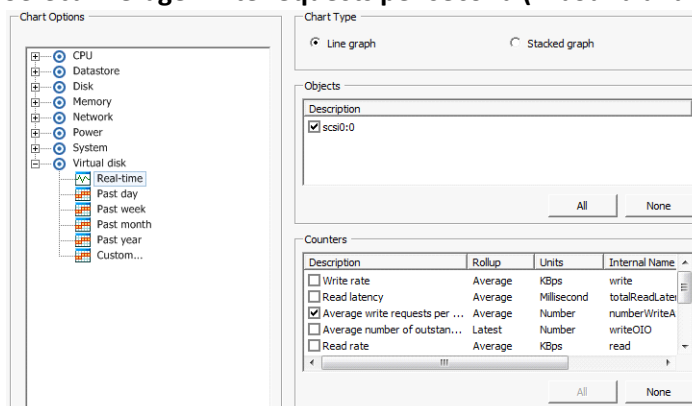 Chart Options
CPU
Datastore
Disk
Memory
Network
Power
System
Virtual disk
Real-time
Past day
Past week
Past month
Past year
Custom...
Chart Type
Line graph
Stacked graph
Objects
Description
scsi0:0
All
None
Counters
Description Rollup Units Internal Name
Write rate Average KBps write
Read latency Average Millisecond totalReadLate
Average write requests per ... Average Number numberWriteA
Average number of outstan... Latest Number writeOIO
Read rate Average KBps read
All
None